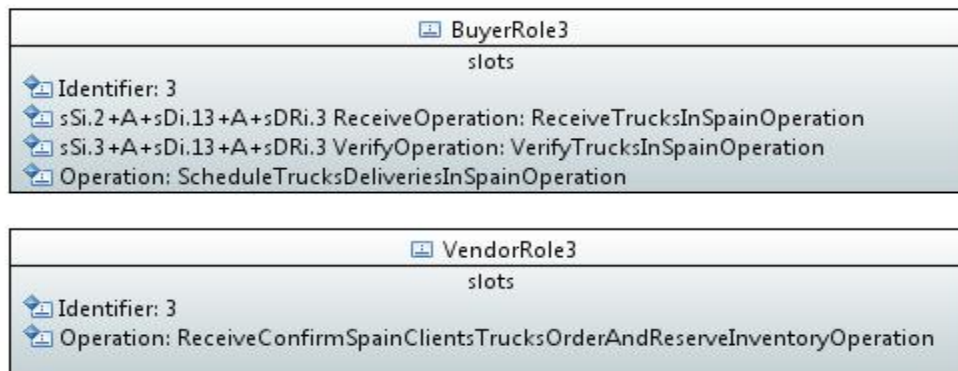 BuyerRole3
slots
Identifier: 3
sSi.2+A+sDi.13+A+sDRi.3 ReceiveOperation: ReceiveTrucksInSpainOperation
sSi.3+A+sDi.13+A+sDRi.3 VerifyOperation: VerifyTrucksInSpainOperation
Operation: ScheduleTrucksDeliveriesInSpainOperation
VendorRole3
slots
Identifier: 3
Operation: ReceiveConfirmSpainClientsTrucksOrderAndReserveInventoryOperation